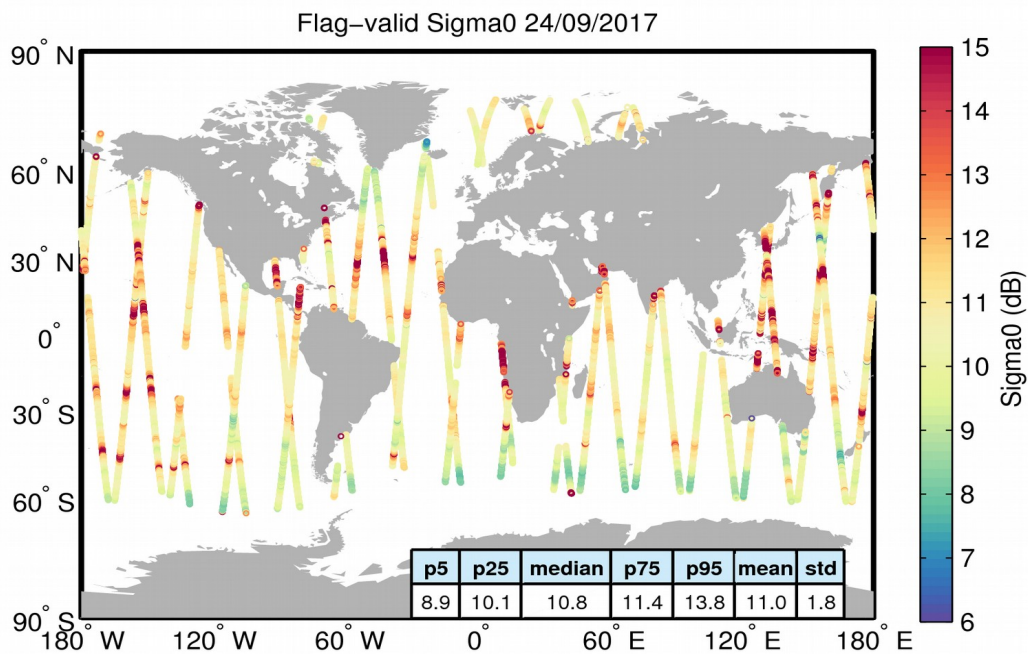 Flag-valid Sigma0 24/09/2017
90° N
60° N
30° N
0°
30° S
60° S
90° S
180° W
120° W
60° W
0°
60° E
120° E
180° E
15
14
13
12
11
10
9
8
7
6
Sigma0 (dB)
p5 p25 median p75 p95 mean std
8.9 10.1 10.8 11.4 13.8 11.0 1.8